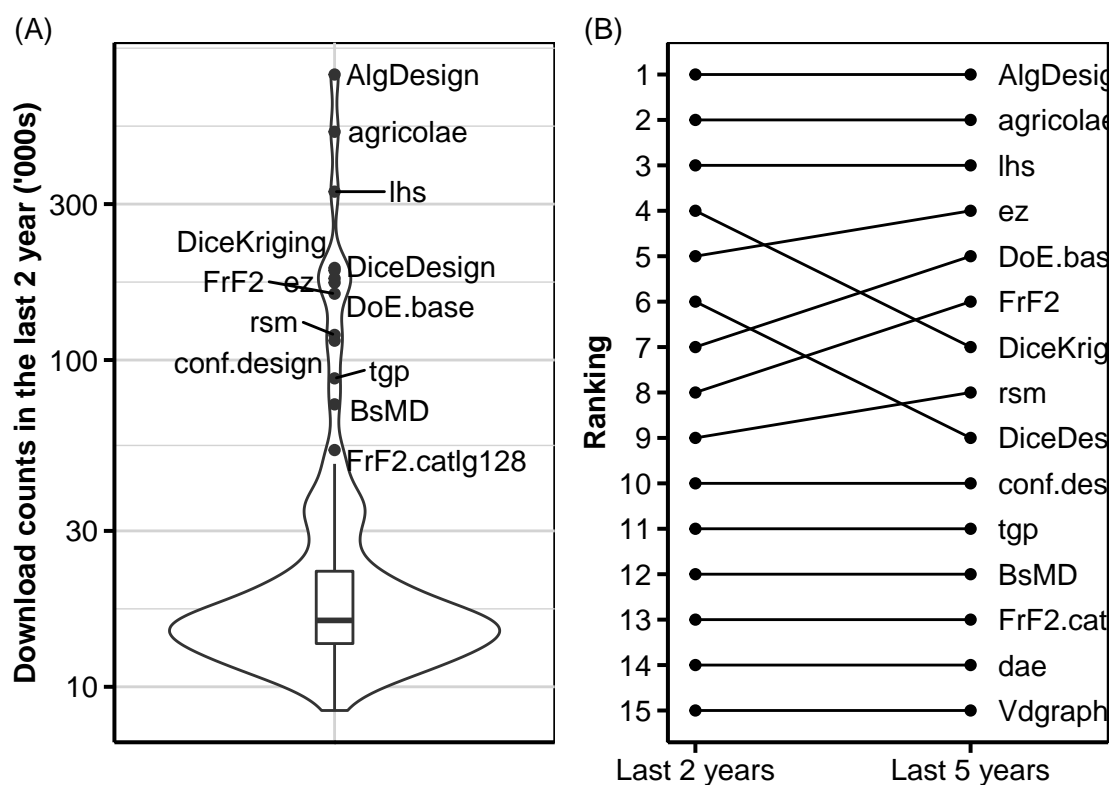 (A)
Download counts in the last 2 year ('000s)
300
100
30
10
AlgDesign
agricolae
lhs
DiceKriging
DiceDesign
FrF2
ez
DoE.base
rsm
conf.design
tgp
BsMD
FrF2.catlg128
(B)
Ranking
1
2
3
4
5
6
7
8
9
10
11
12
13
14
15
AlgDesig
agricolae
lhs
ez
DoE.bas
FrF2
DiceKrig
rsm
DiceDes
conf.des
tgp
BsMD
FrF2.cat
dae
Vdgraph
Last 2 years
Last 5 years